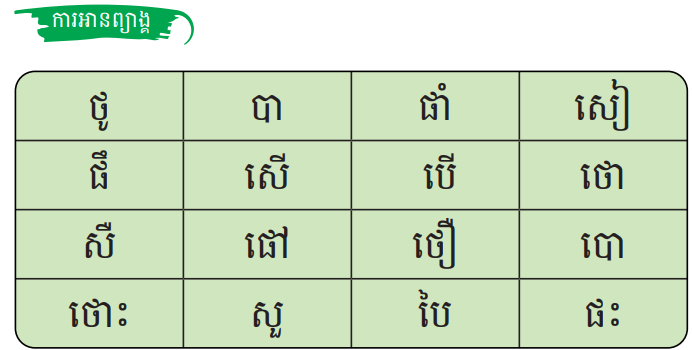 ការអានព្យាង្គ
ថូ បា ផាំ សៀ
ផឹ សើ បើ ថោ
សឺ ផៅ ថឿ បោ
ថោះ សួ បៃ ផះ